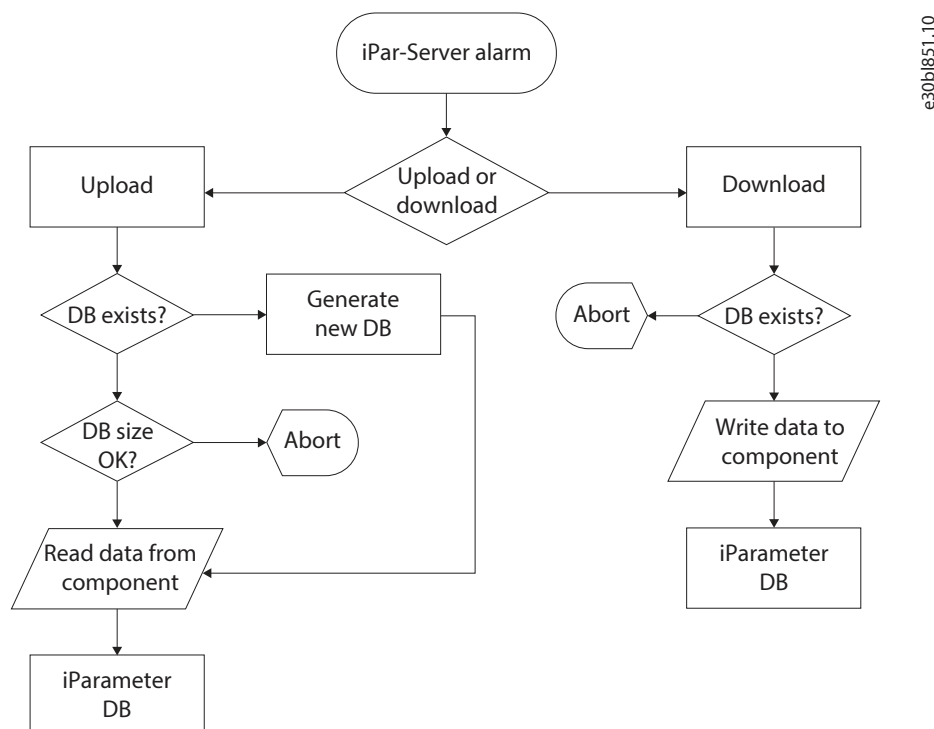 iPar-Server alarm
e30bl851.10
Upload
Upload or
download
Download
DB exists?
Generate
new DB
Abort
DB exists?
DB size
OK?
Abort
Write data to
component
Read data from
component
iParameter
DB
iParameter
DB